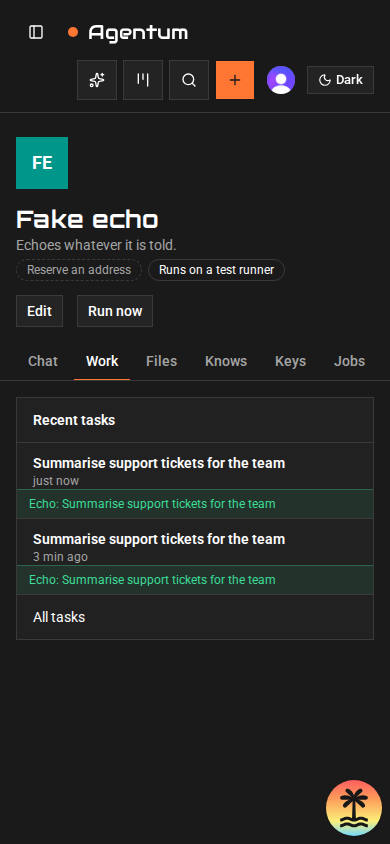 Agentum
Dark
FE
Fake echo
Echoes whatever it is told.
Reserve an address
Runs on a test runner
Edit
Run now
Chat
Work
Files
Knows
Keys
Jobs
Recent tasks
Summarise support tickets for the team
just now
Echo: Summarise support tickets for the team
Summarise support tickets for the team
3 min ago
Echo: Summarise support tickets for the team
All tasks